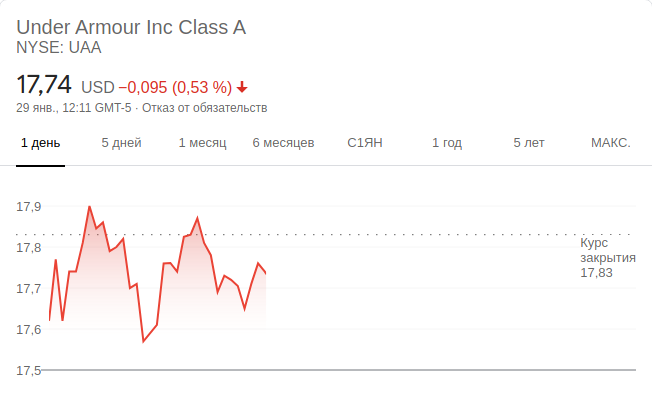 Under Armour Inc Class A
NYSE: UAA
17,74 USD −0,095 (0,53 %)
29 янв., 12:11 GMT-5 · Отказ от обязательств
1 день 5 дней 1 месяц 6 месяцев С1ЯН 1 год 5 лет МАКС.
17,9
17,8
17,7
17,6
17,5
Курс
закрытия
17,83